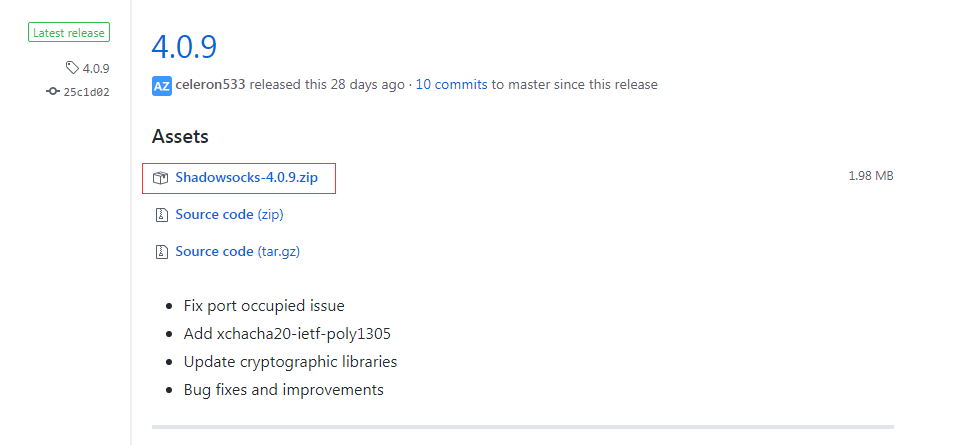 Latest release
4.0.9
25c1d02
4.0.9
AZ celeron533 released this 28 days ago · 10 commits to master since this release
Assets
Shadowsocks-4.0.9.zip 1.98 MB
Source code (zip)
Source code (tar.gz)
• Fix port occupied issue
• Add xchacha20-ietf-poly1305
• Update cryptographic libraries
• Bug fixes and improvements